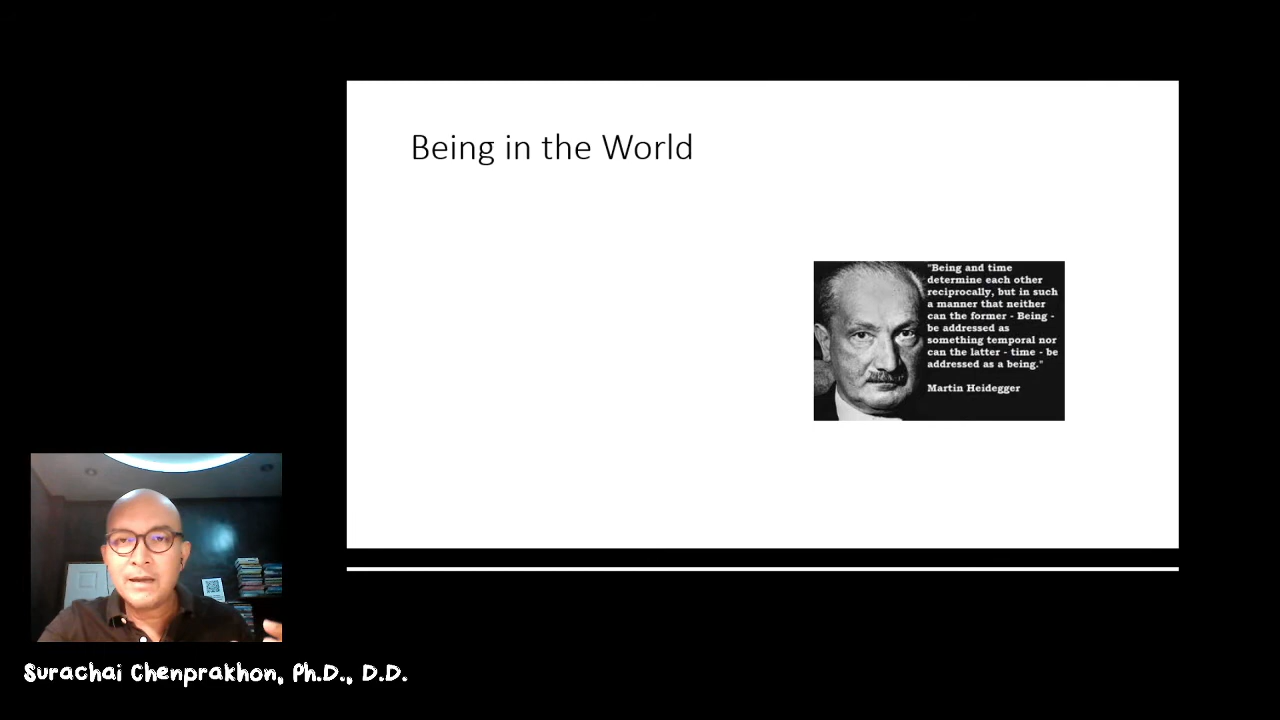 Being in the World
"Being and time
determine each other
reciprocally, but in such
a manner that neither
can the former - Being -
be addressed as
something temporal nor
can the latter - time - be
addressed as a being."
Martin Heidegger
Surachai Chenprakhon, Ph.D., D.D.